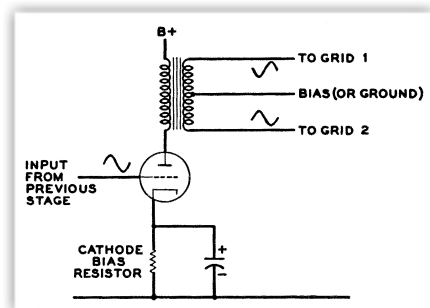 B+
TO GRID 1
BIAS (OR GROUND)
TO GRID 2
INPUT
FROM
PREVIOUS
STAGE
CATHODE
BIAS
RESISTOR
+
−